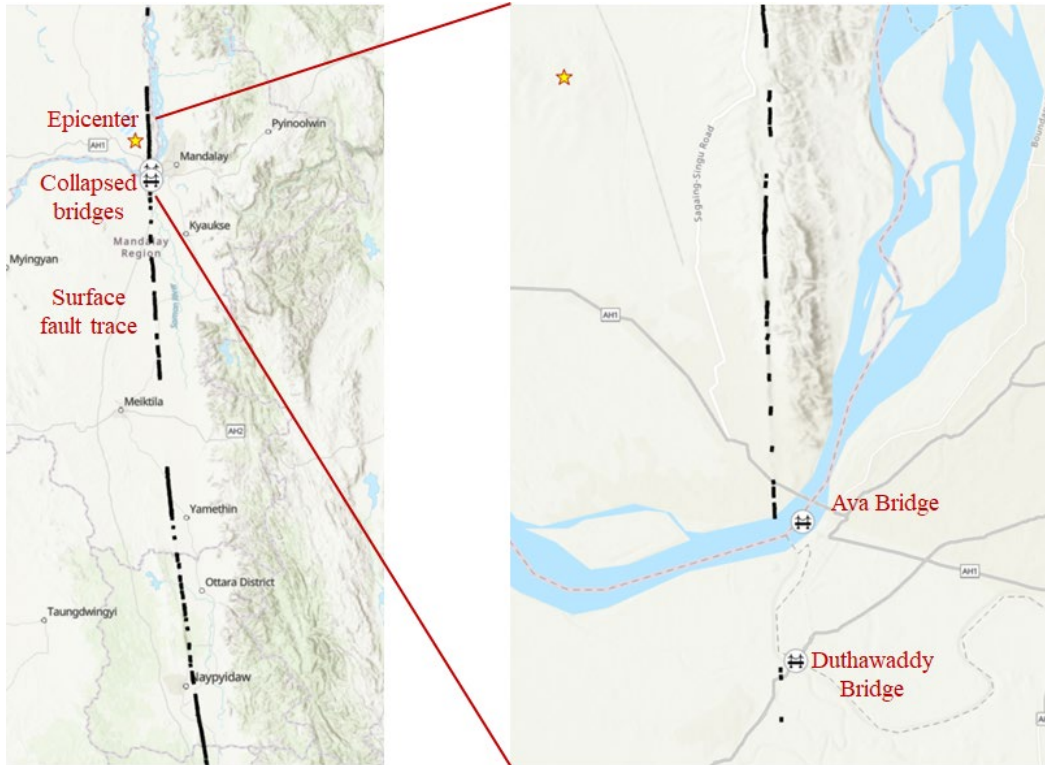 Epicenter
AH1
Pyinoolwin
Mandalay
Collapsed
bridges
Kyaukse
Mandalay
Region
Myingyan
Surface
fault trace
Meiktila
AH2
Yamethin
Ottara District
Taungdwingyi
Naypyidaw
Sagaing-Singu Road
AH1
Ava Bridge
AH1
Duthawaddy
Bridge